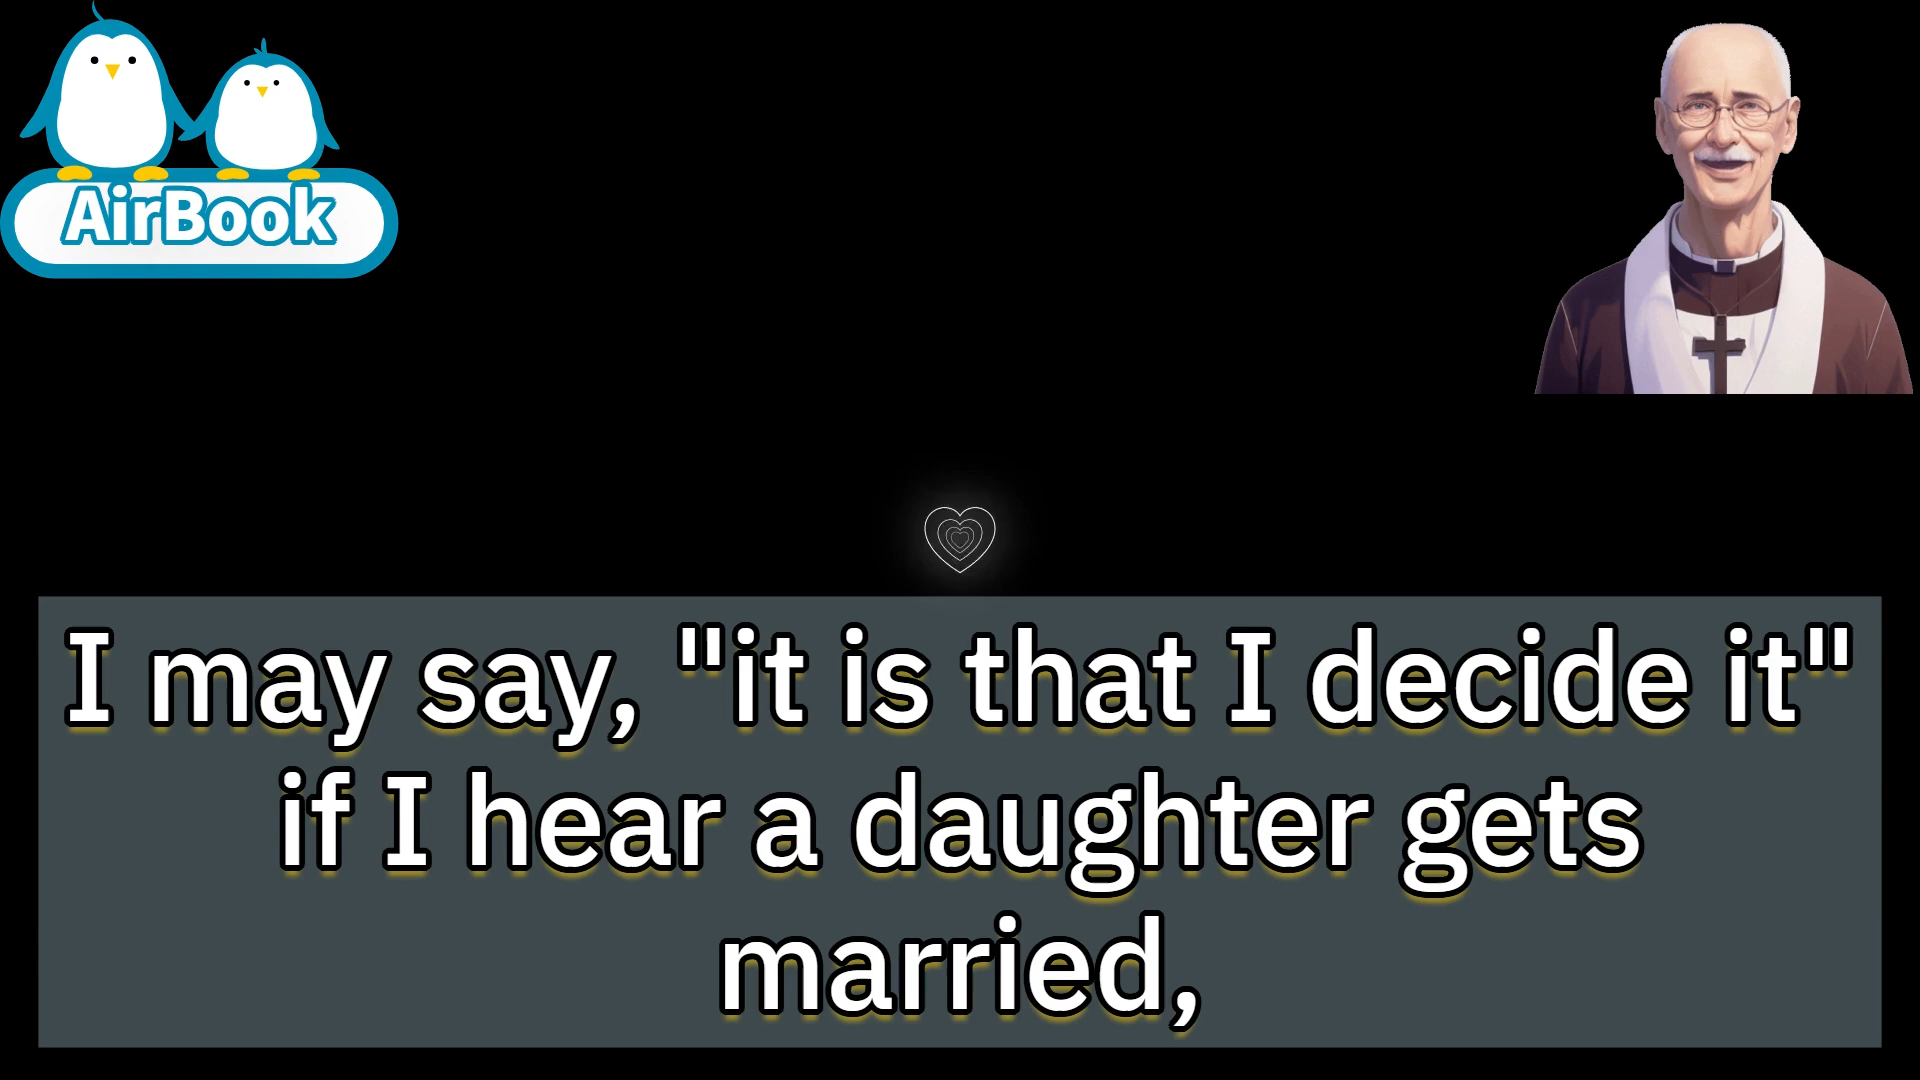 AirBook
I may say, "it is that I decide it"
if I hear a daughter gets
married,